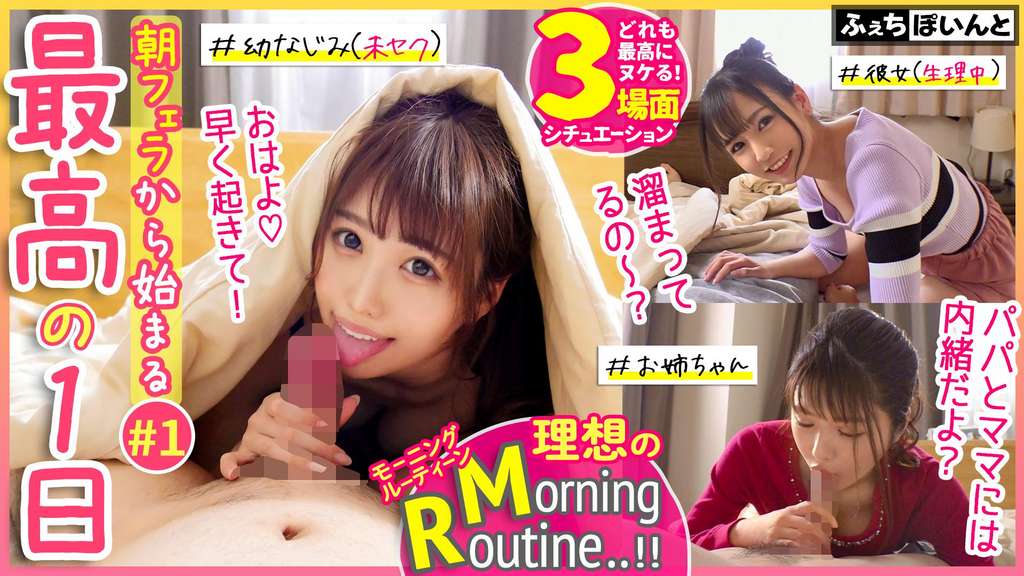 最高の1日
朝フェラから始まる
#1
#幼なじみ(未セク)
おはよ♡
早く起きて!
3
どれも
最高に
ヌケる!
場面
シチュエーション
ふぇちぽいんと
#彼女(生理中)
溜まって
るの〜?
#お姉ちゃん
パパとママには
内緒だよ?
理想の
モーニング
ルーティーン
Morning
Routine..!!